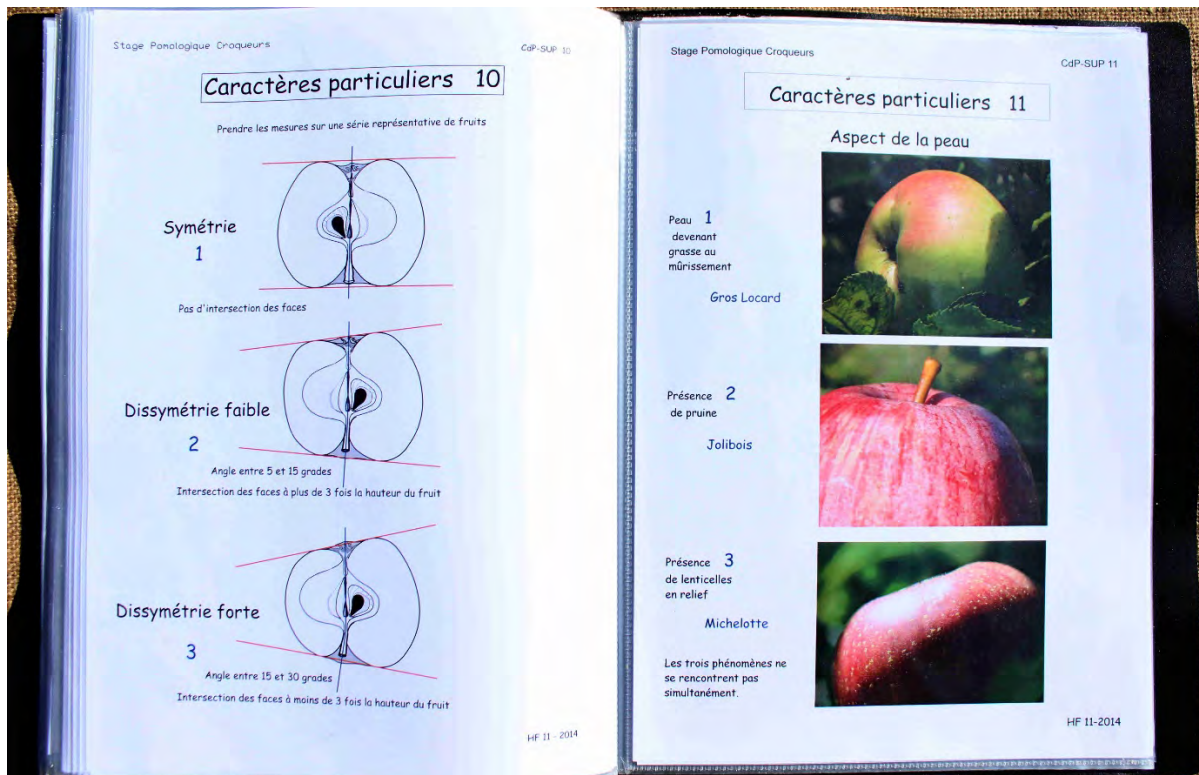 Stage Pomologique Croqueurs
CdP-SUP 10
Caractères particuliers 10
Prendre les mesures sur une série représentative de fruits
Symétrie
1
Pas d'intersection des faces
Dissymétrie faible
2
Angle entre 5 et 15 grades
Intersection des faces à plus de 3 fois la hauteur du fruit
Dissymétrie forte
3
Angle entre 15 et 30 grades
Intersection des faces à moins de 3 fois la hauteur du fruit
HF 11 - 2014
Stage Pomologique Croqueurs
CdP-SUP 11
Caractères particuliers 11
Aspect de la peau
Peau 1
devenant
grasse au
mûrissement
Gros Locard
Présence 2
de pruine
Jolibois
Présence 3
de lenticelles
en relief
Michelotte
Les trois phénomènes ne
se rencontrent pas
simultanément.
HF 11-2014